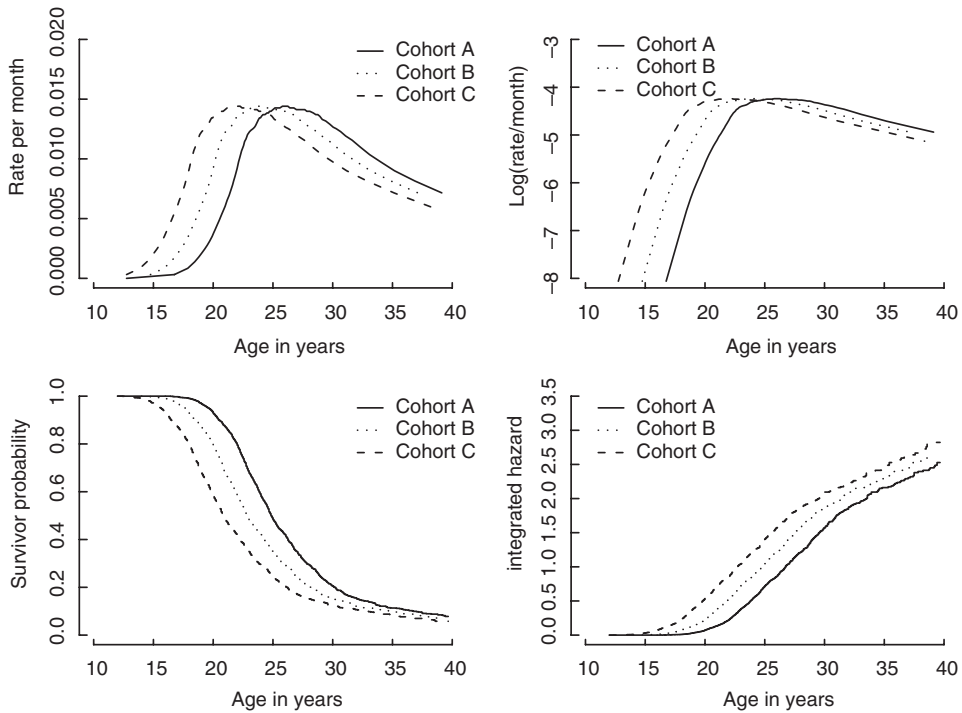 Rate per month
0.000 0.005 0.010 0.015 0.020
Cohort A
Cohort B
Cohort C
10 15 20 25 30 35 40
Age in years
Log(rate/month)
−8 −7 −6 −5 −4 −3
Cohort A
Cohort B
Cohort C
10 15 20 25 30 35 40
Age in years
Survivor probability
0.0 0.2 0.4 0.6 0.8 1.0
Cohort A
Cohort B
Cohort C
10 15 20 25 30 35 40
Age in years
integrated hazard
0.0 0.5 1.0 1.5 2.0 2.5 3.0 3.5
Cohort A
Cohort B
Cohort C
10 15 20 25 30 35 40
Age in years